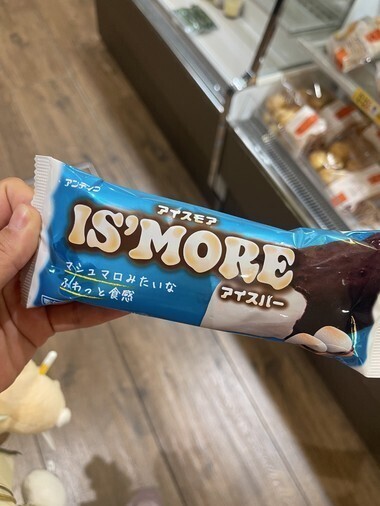 アンデイコ
アイスモア
IS'MORE
アイスバー
マシュマロみたいな
ふわっと食感